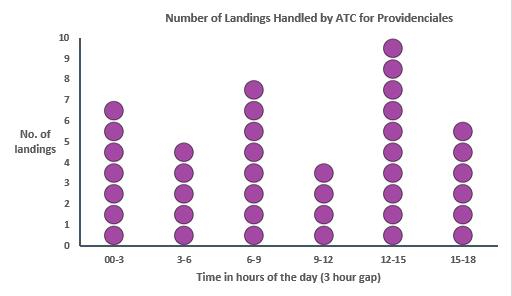 Number of Landings Handled by ATC for Providenciales
10
9
8
7
6
5
4
3
2
1
0
No. of
landings
00-3 3-6 6-9 9-12 12-15 15-18
Time in hours of the day (3 hour gap)